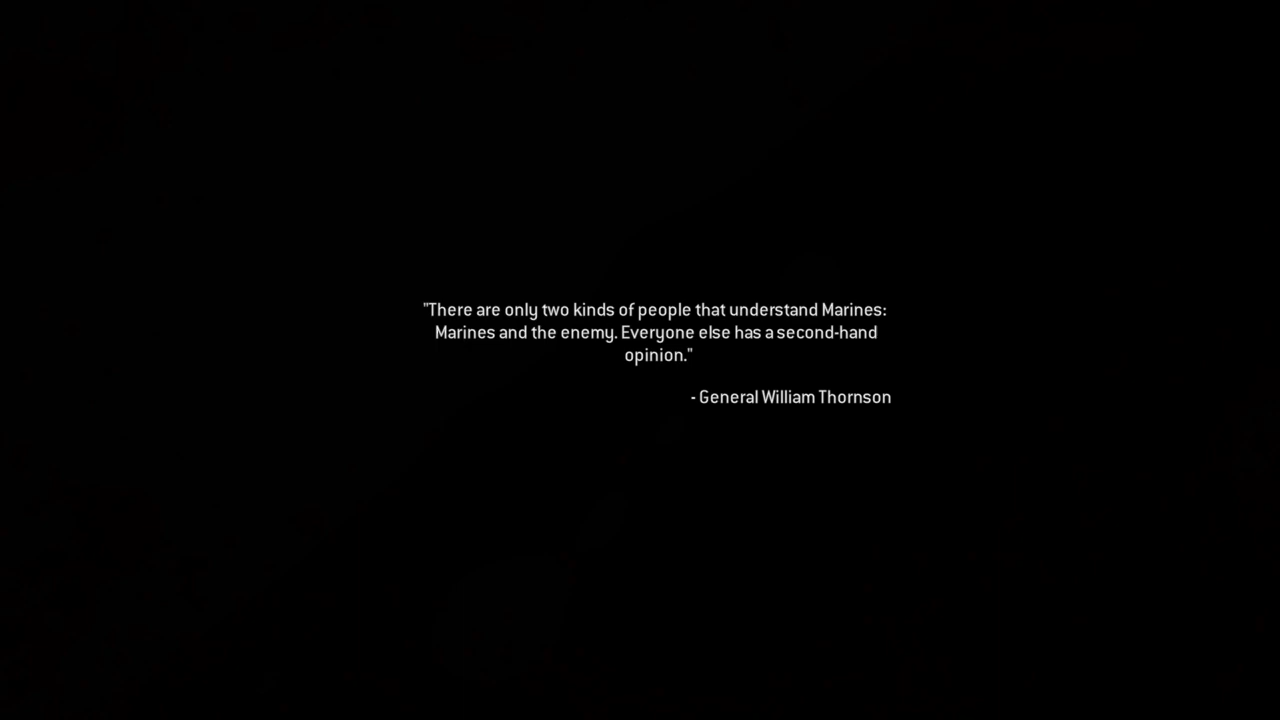 "There are only two kinds of people that understand Marines:
Marines and the enemy. Everyone else has a second-hand
opinion."
- General William Thornson